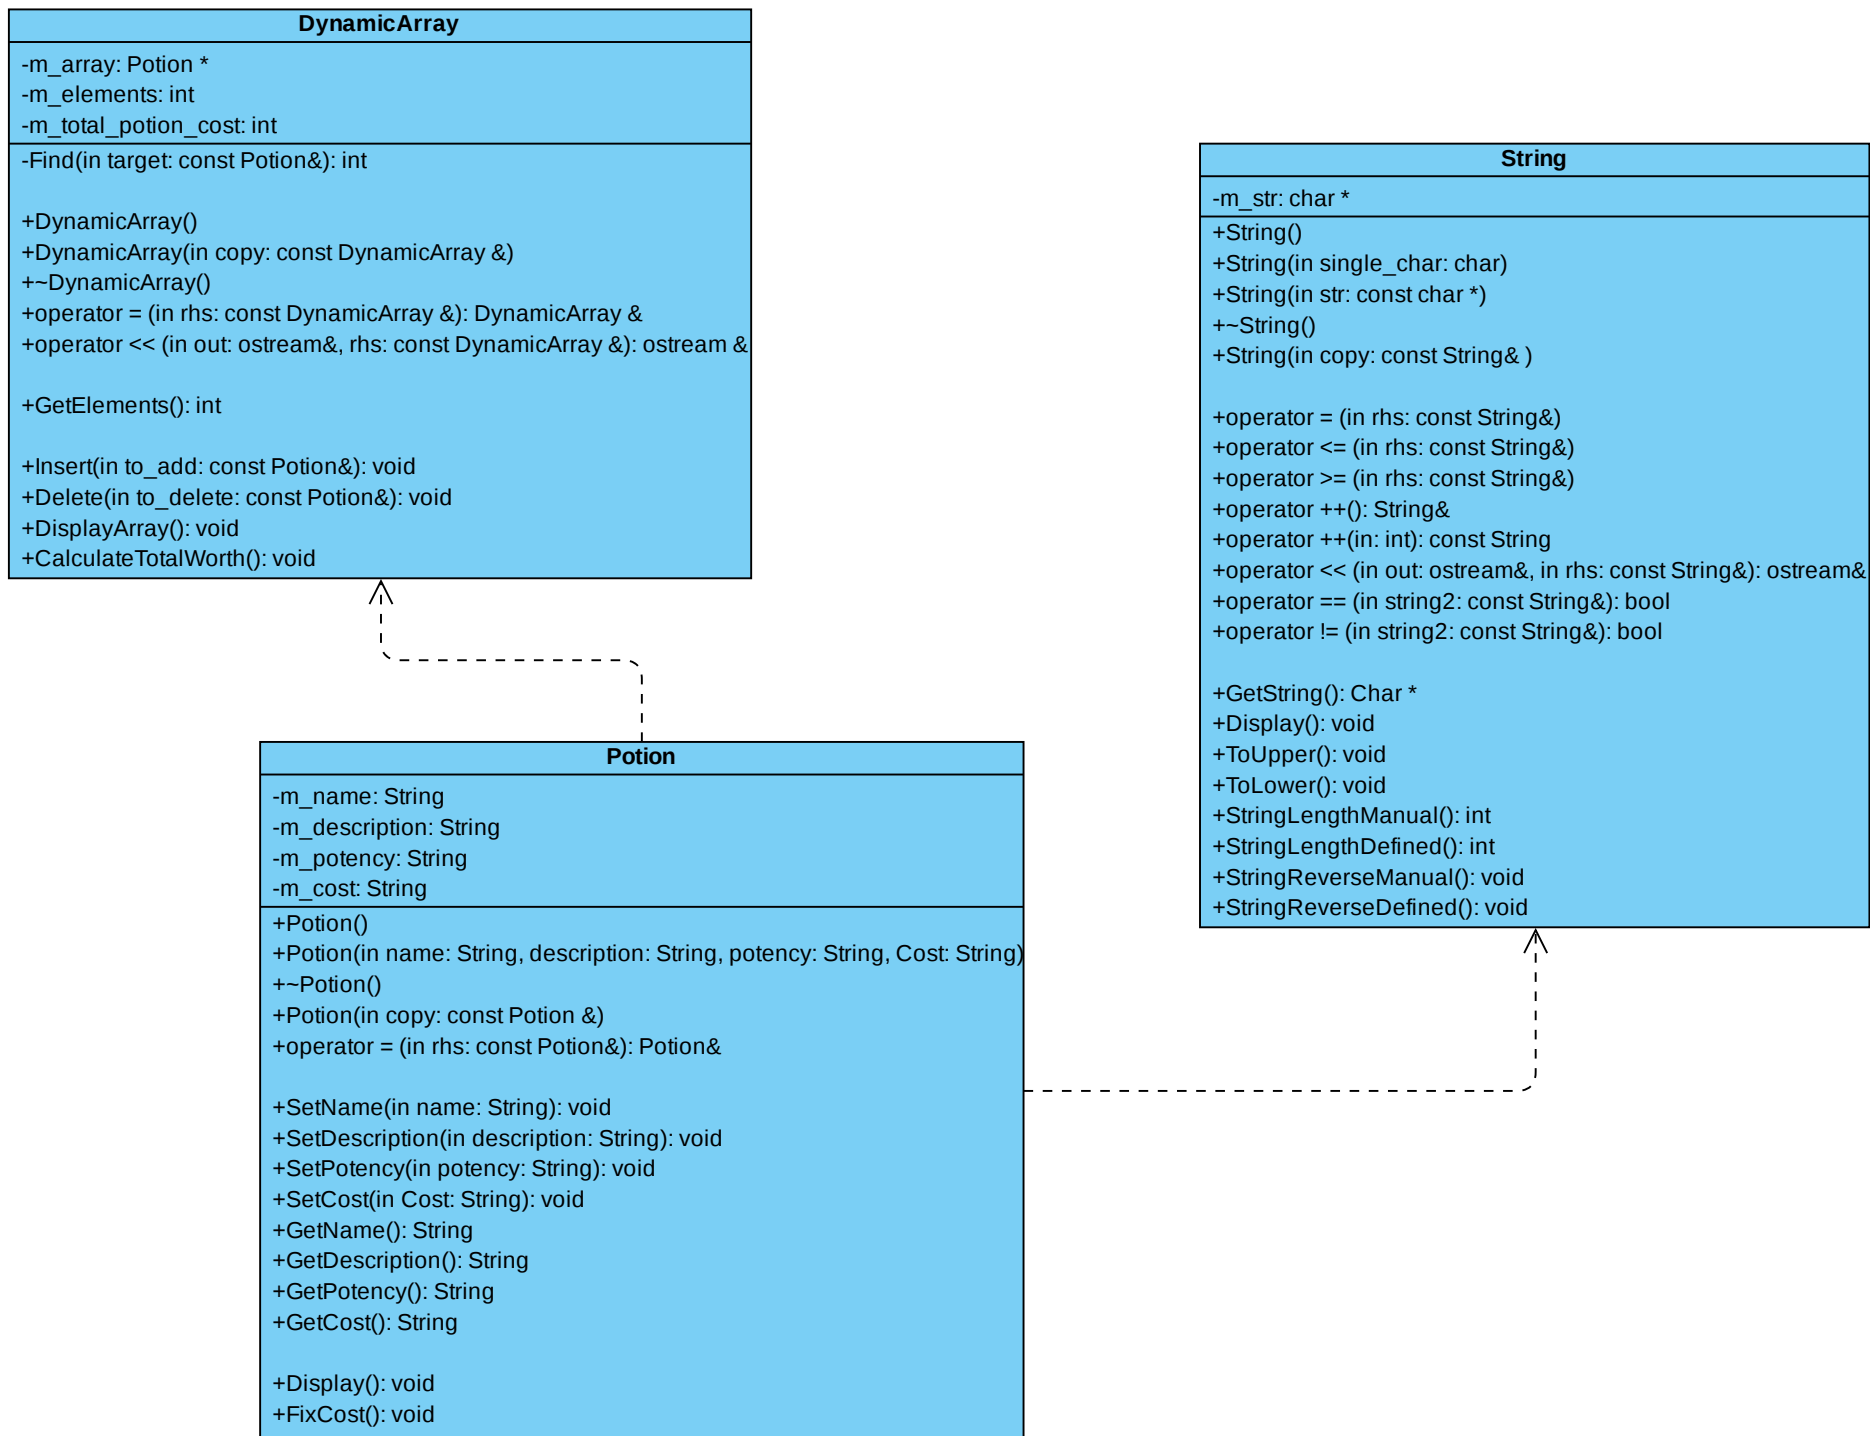 DynamicArray
-m_array: Potion *
-m_elements: int
-m_total_potion_cost: int
-Find(in target: const Potion&): int
+DynamicArray()
+DynamicArray(in copy: const DynamicArray &)
+~DynamicArray()
+operator = (in rhs: const DynamicArray &): DynamicArray &
+operator << (in out: ostream&, rhs: const DynamicArray &): ostream &
+GetElements(): int
+Insert(in to_add: const Potion&): void
+Delete(in to_delete: const Potion&): void
+DisplayArray(): void
+CalculateTotalWorth(): void
String
-m_str: char *
+String()
+String(in single_char: char)
+String(in str: const char *)
+~String()
+String(in copy: const String& )
+operator = (in rhs: const String&)
+operator <= (in rhs: const String&)
+operator >= (in rhs: const String&)
+operator ++(): String&
+operator ++(in: int): const String
+operator << (in out: ostream&, in rhs: const String&): ostream&
+operator == (in string2: const String&): bool
+operator != (in string2: const String&): bool
+GetString(): Char *
+Display(): void
+ToUpper(): void
+ToLower(): void
+StringLengthManual(): int
+StringLengthDefined(): int
+StringReverseManual(): void
+StringReverseDefined(): void
Potion
-m_name: String
-m_description: String
-m_potency: String
-m_cost: String
+Potion()
+Potion(in name: String, description: String, potency: String, Cost: String)
+~Potion()
+Potion(in copy: const Potion &)
+operator = (in rhs: const Potion&): Potion&
+SetName(in name: String): void
+SetDescription(in description: String): void
+SetPotency(in potency: String): void
+SetCost(in Cost: String): void
+GetName(): String
+GetDescription(): String
+GetPotency(): String
+GetCost(): String
+Display(): void
+FixCost(): void